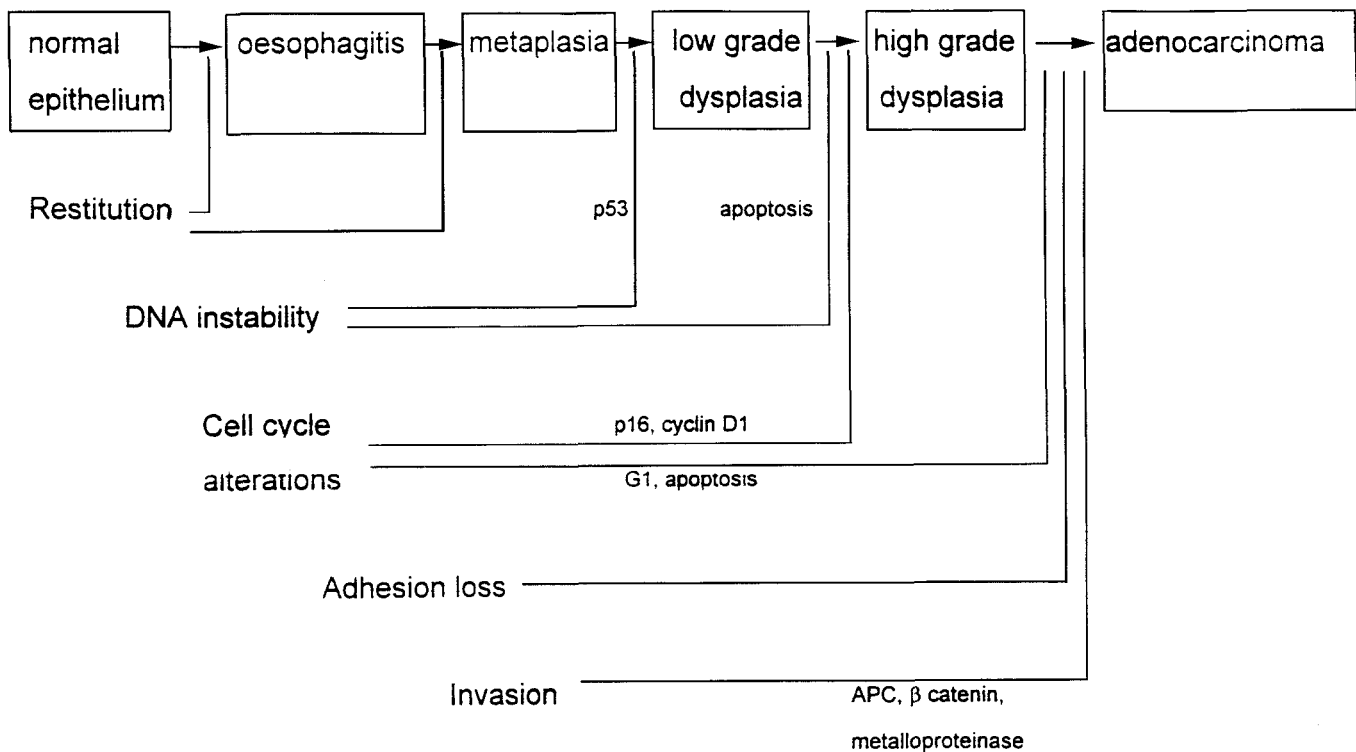 normal epithelium
oesophagitis
metaplasia
low grade dysplasia
high grade dysplasia
adenocarcinoma
Restitution
p53
apoptosis
DNA instability
Cell cycle alterations
p16, cyclin D1
G1, apoptosis
Adhesion loss
Invasion
APC, β catenin,
metalloproteinase